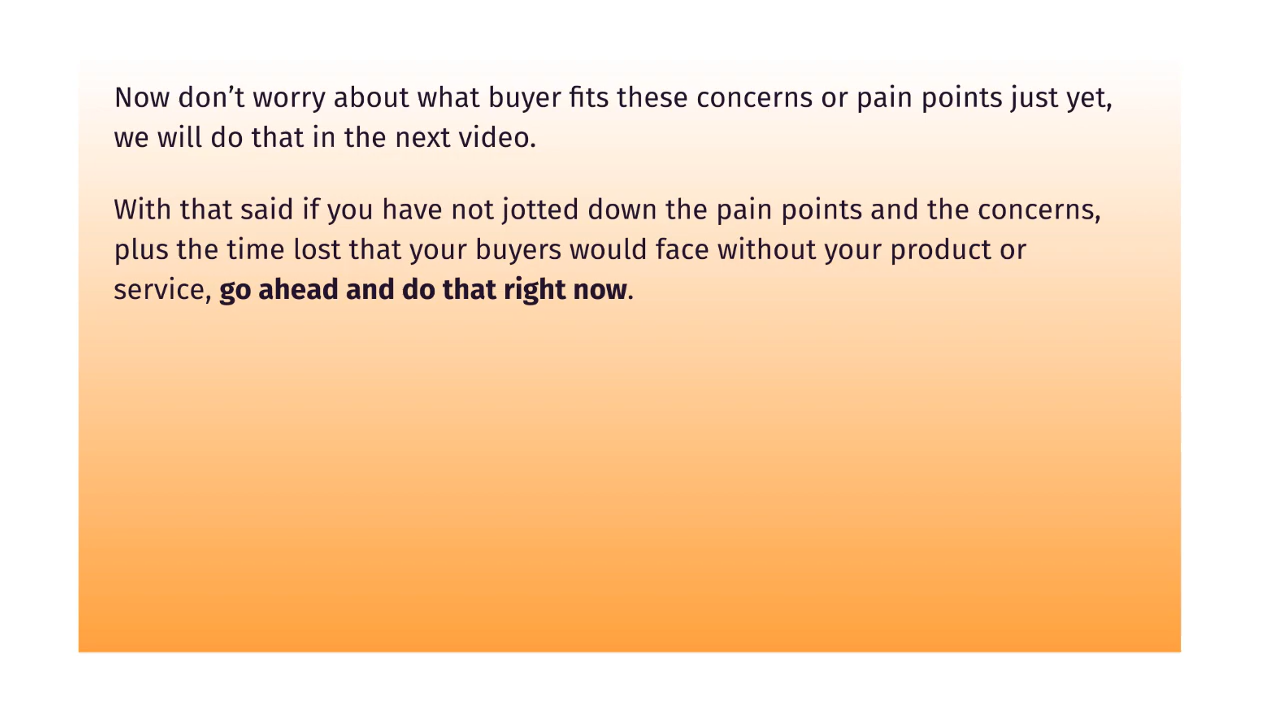 Now don’t worry about what buyer fits these concerns or pain points just yet,
we will do that in the next video.
With that said if you have not jotted down the pain points and the concerns,
plus the time lost that your buyers would face without your product or
service, go ahead and do that right now.